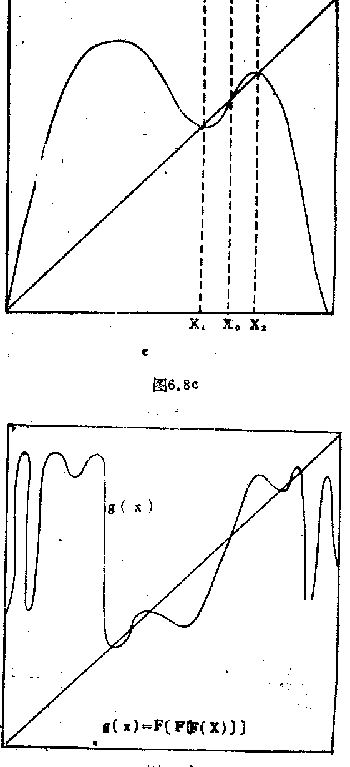 X₁ X₀ X₂
c
图6.8c
g(x)
g(x)=F[F[F(X)]]